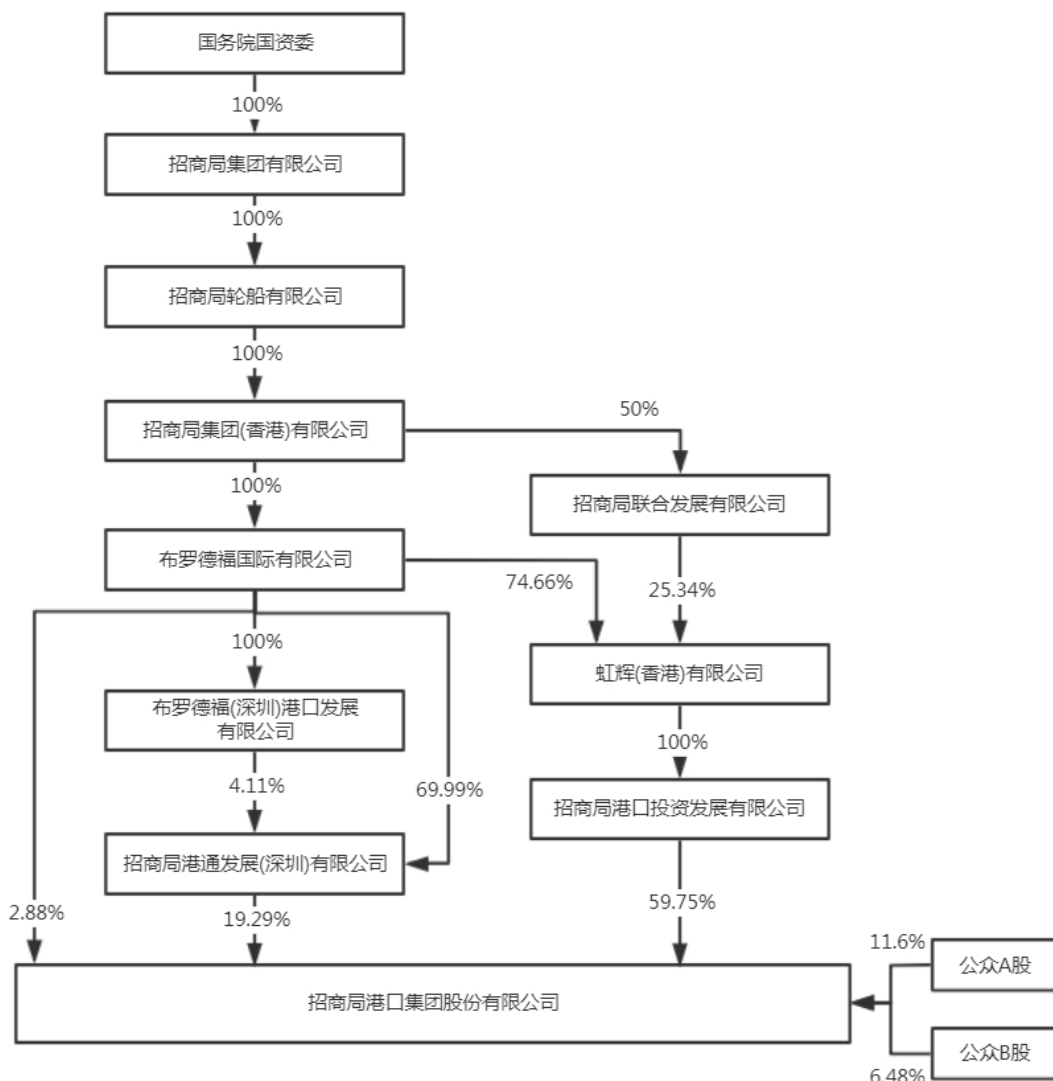 国务院国资委
100%
招商局集团有限公司
100%
招商局轮船有限公司
100%
招商局集团(香港)有限公司
50%
100%
招商局联合发展有限公司
布罗德福国际有限公司
74.66%
25.34%
100%
虹辉(香港)有限公司
布罗德福(深圳)港口发展
有限公司
100%
4.11%
69.99%
招商局港口投资发展有限公司
招商局港通发展(深圳)有限公司
2.88%
19.29%
59.75%
11.6%
公众A股
招商局港口集团股份有限公司
公众B股
6.48%